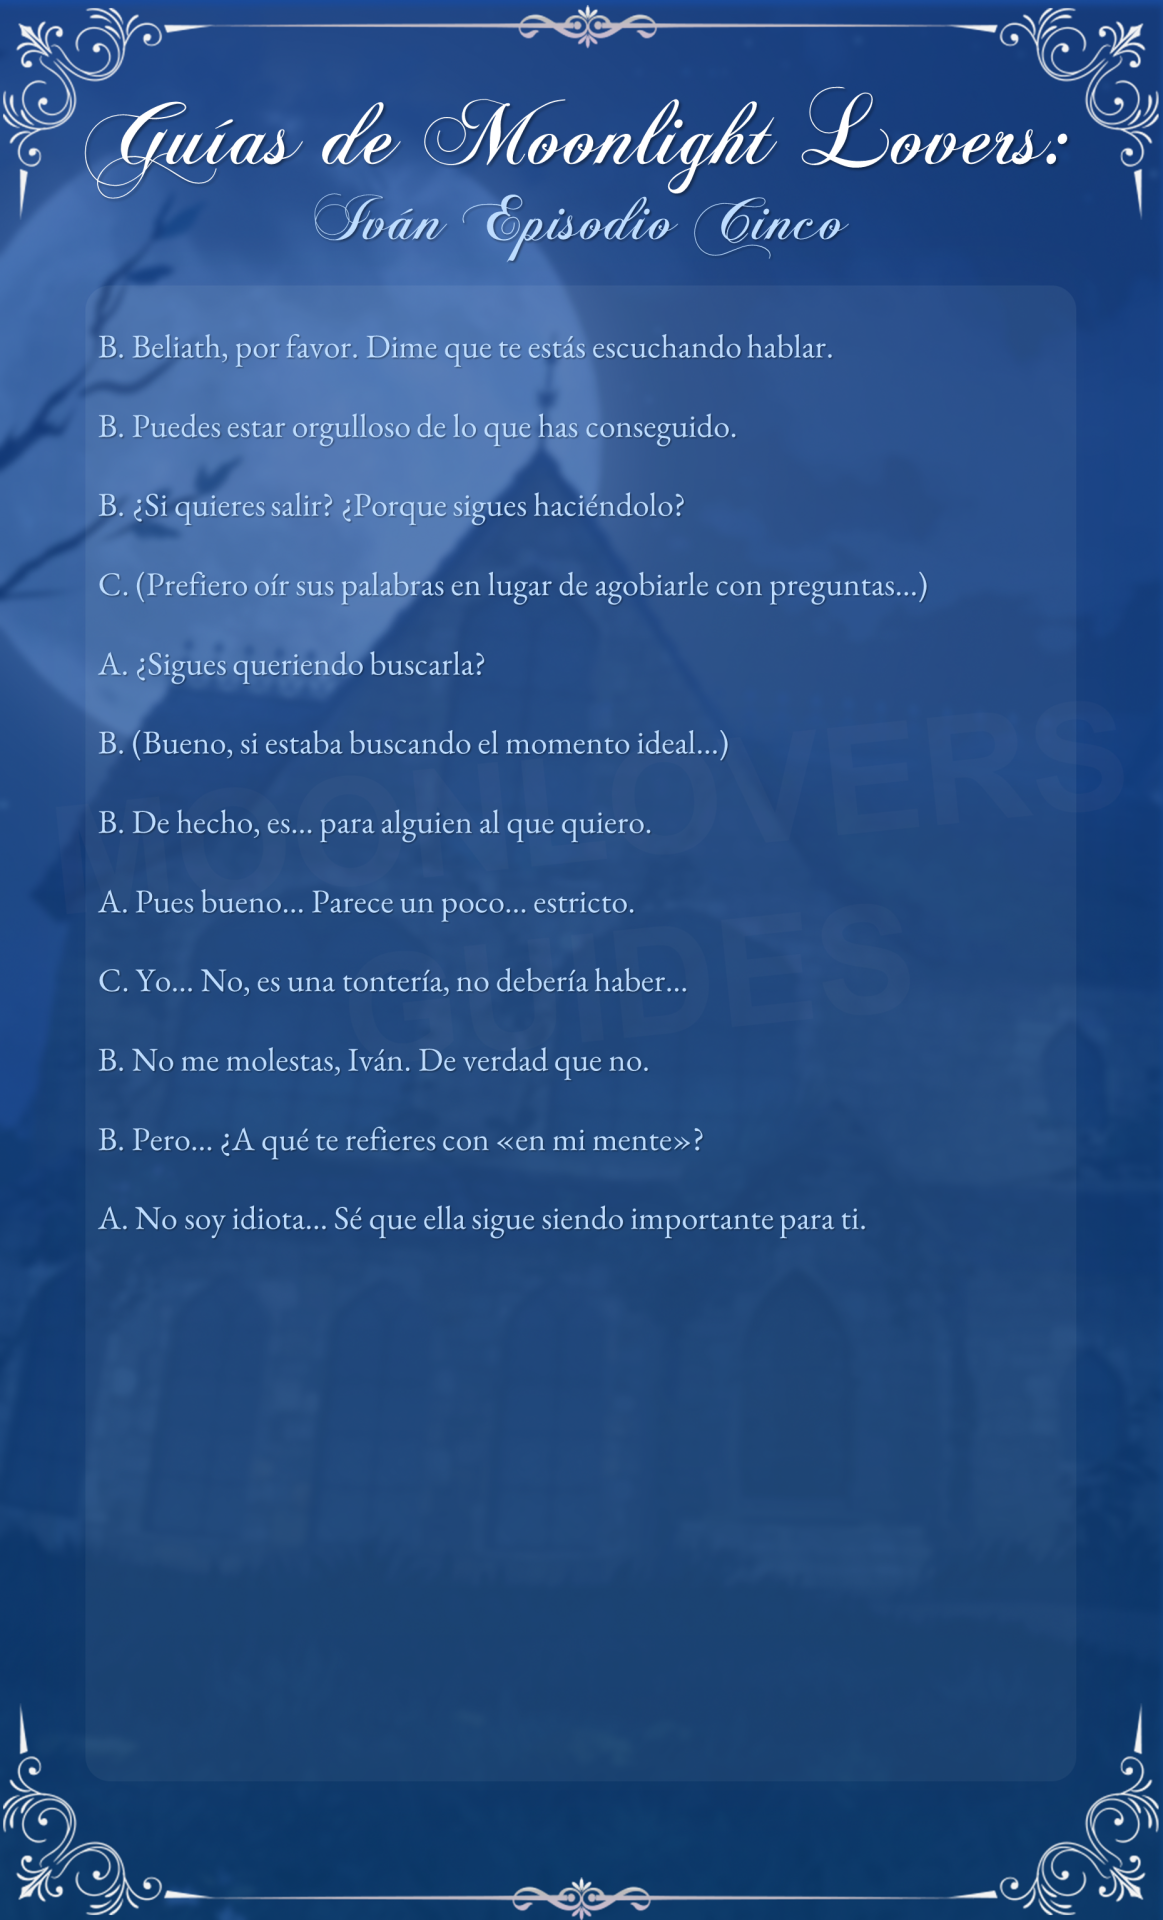 Guías de Moonlight Lovers:
Iván Episodio Cinco
B. Beliath, por favor. Dime que te estás escuchando hablar.
B. Puedes estar orgulloso de lo que has conseguido.
B. ¿Si quieres salir? ¿Porque sigues haciéndolo?
C. (Prefiero oír sus palabras en lugar de agobiarle con preguntas...)
A. ¿Sigues queriendo buscarla?
B. (Bueno, si estaba buscando el momento ideal...)
B. De hecho, es... para alguien al que quiero.
A. Pues bueno... Parece un poco... estricto.
C. Yo... No, es una tontería, no debería haber...
B. No me molestas, Iván. De verdad que no.
B. Pero... ¿A qué te refieres con «en mi mente»?
A. No soy idiota... Sé que ella sigue siendo importante para ti.
MOONLOVERS
GUIDES